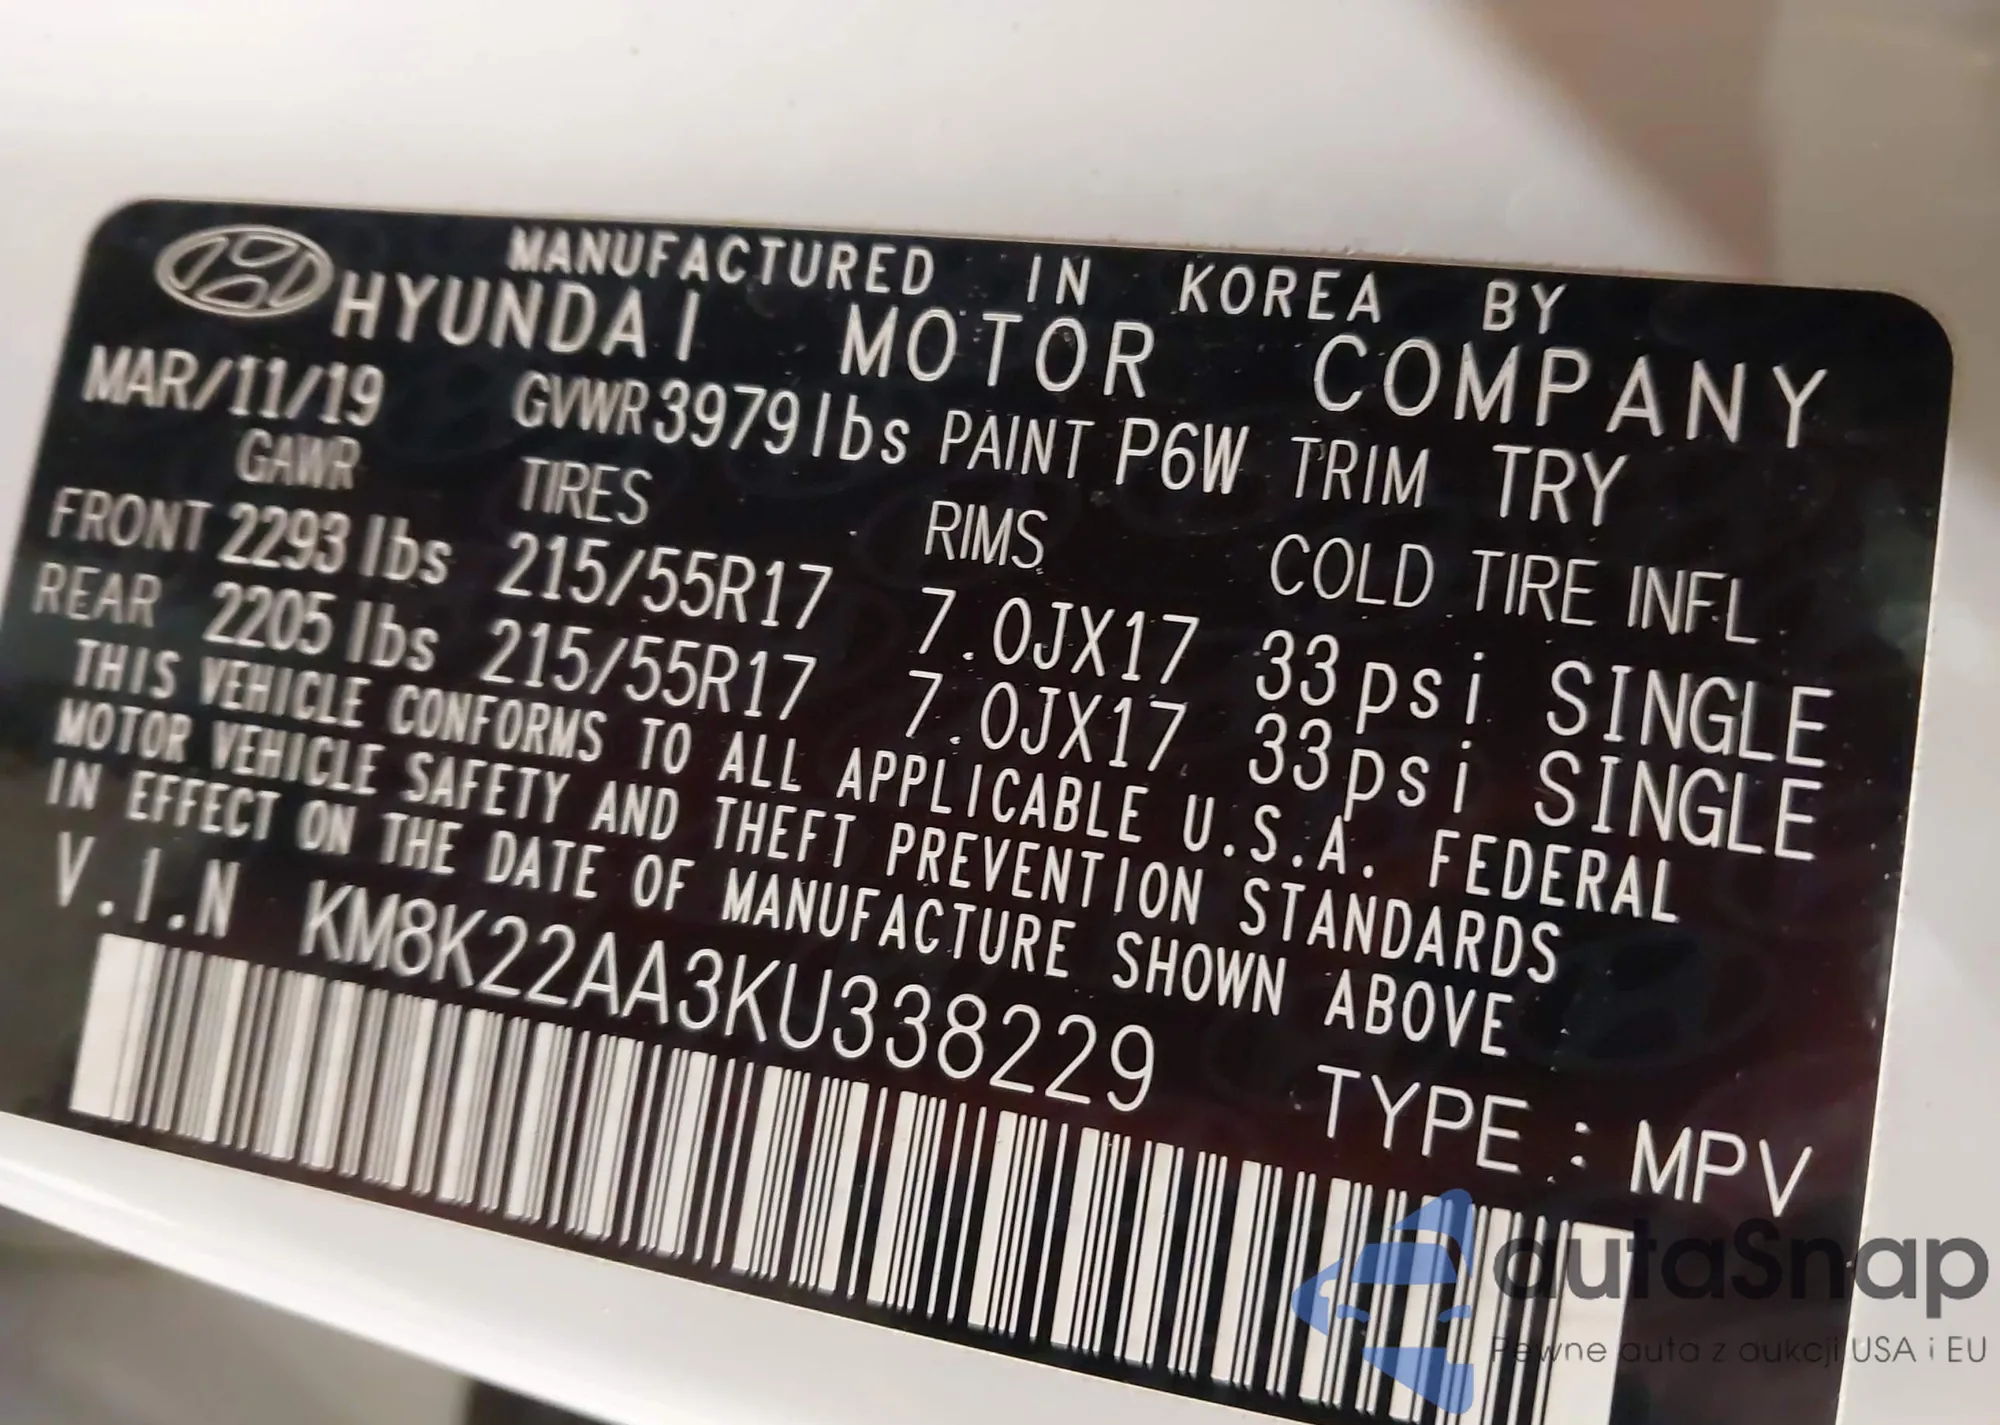 MANUFACTURED IN KOREA BY
HYUNDAI MOTOR COMPANY
MAR/11/19 GVWR 3979lbs PAINT P6W TRIM TRY
GAWR TIRES RIMS COLD TIRE INFL.
FRONT 2293 lbs 215/55R17 7.0JX17 33psi SINGLE
REAR 2205 lbs 215/55R17 7.0JX17 33psi SINGLE
THIS VEHICLE CONFORMS TO ALL APPLICABLE U.S.A. FEDERAL
MOTOR VEHICLE SAFETY AND THEFT PREVENTION STANDARDS
IN EFFECT ON THE DATE OF MANUFACTURE SHOWN ABOVE
V.I.N KM8K22AA3KU338229
TYPE : MPV
autaSnap
Pewne auta z aukcji USA i EU